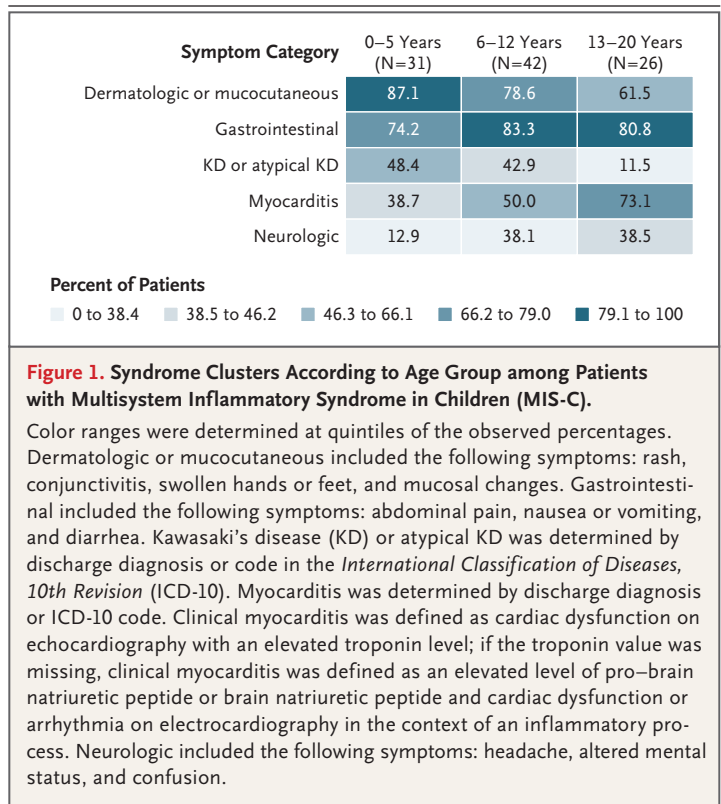 Symptom Category 0–5 Years (N=31) 6–12 Years (N=42) 13–20 Years (N=26)
Dermatologic or mucocutaneous 87.1 78.6 61.5
Gastrointestinal 74.2 83.3 80.8
KD or atypical KD 48.4 42.9 11.5
Myocarditis 38.7 50.0 73.1
Neurologic 12.9 38.1 38.5
Percent of Patients
0 to 38.4 38.5 to 46.2 46.3 to 66.1 66.2 to 79.0 79.1 to 100
Figure 1. Syndrome Clusters According to Age Group among Patients
with Multisystem Inflammatory Syndrome in Children (MIS-C).
Color ranges were determined at quintiles of the observed percentages.
Dermatologic or mucocutaneous included the following symptoms: rash,
conjunctivitis, swollen hands or feet, and mucosal changes. Gastrointesti-
nal included the following symptoms: abdominal pain, nausea or vomiting,
and diarrhea. Kawasaki’s disease (KD) or atypical KD was determined by
discharge diagnosis or code in the International Classification of Diseases,
10th Revision (ICD-10). Myocarditis was determined by discharge diagnosis
or ICD-10 code. Clinical myocarditis was defined as cardiac dysfunction on
echocardiography with an elevated troponin level; if the troponin value was
missing, clinical myocarditis was defined as an elevated level of pro–brain
natriuretic peptide or brain natriuretic peptide and cardiac dysfunction or
arrhythmia on electrocardiography in the context of an inflammatory pro-
cess. Neurologic included the following symptoms: headache, altered mental
status, and confusion.